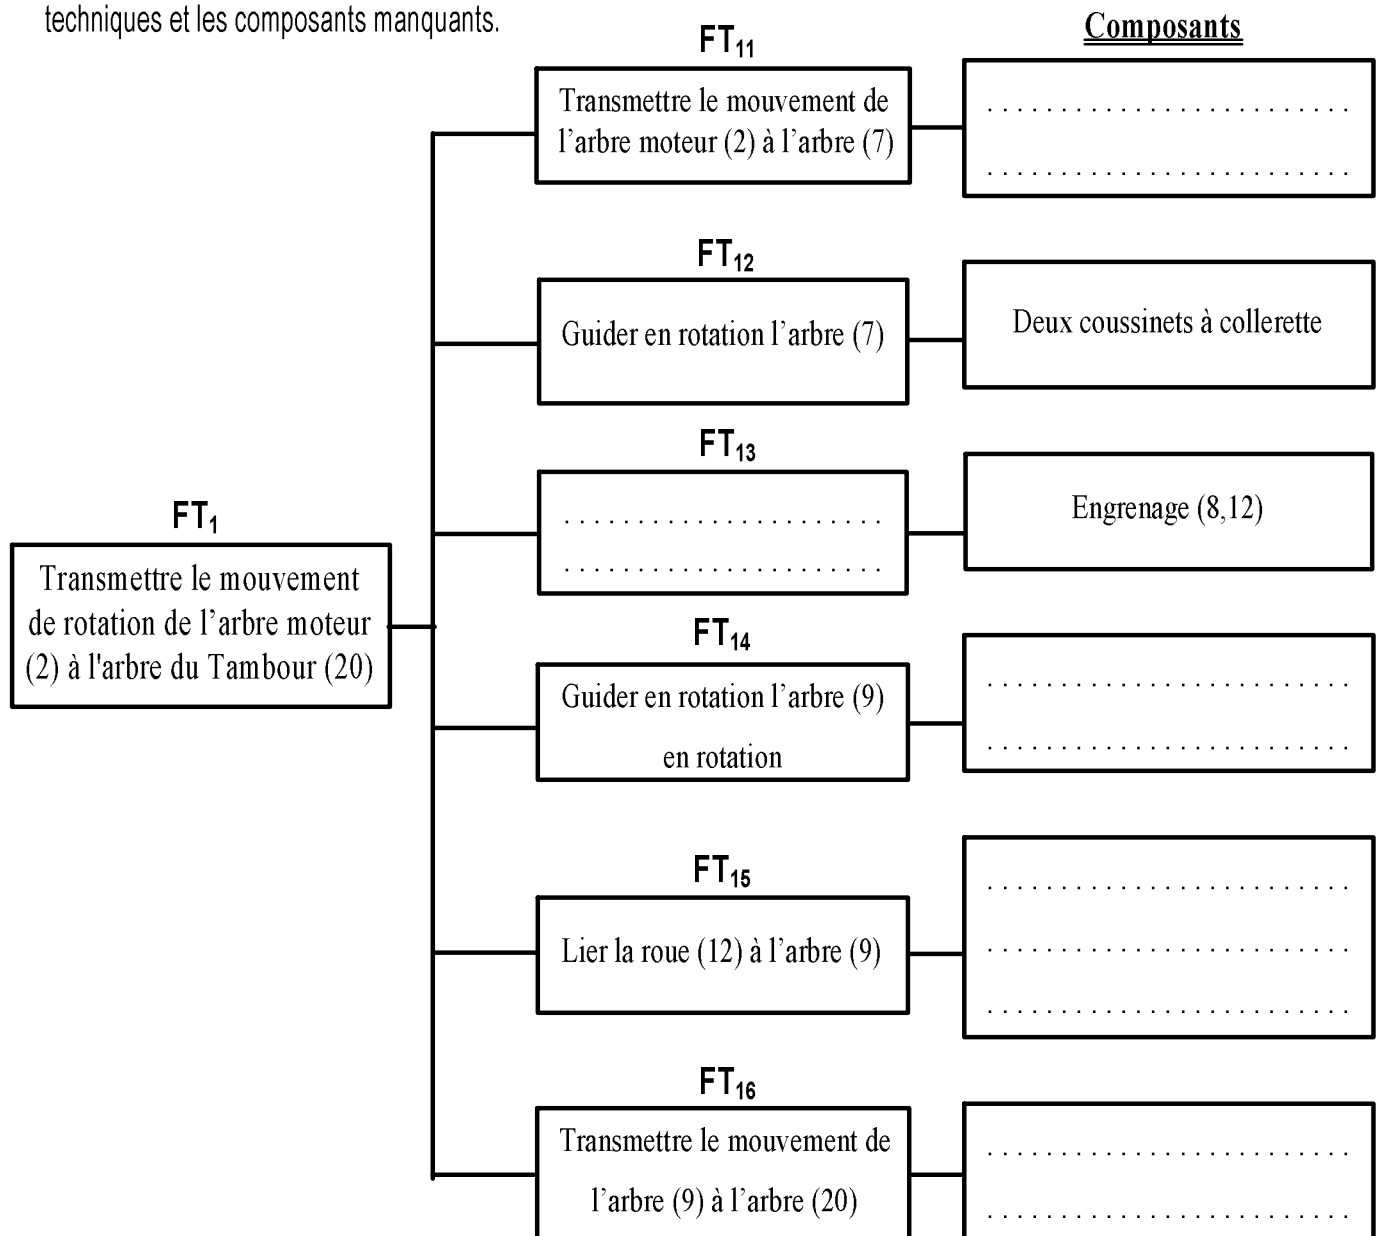 techniques et les composants manquants.
Composants
FT11
Transmettre le mouvement de
l’arbre moteur (2) à l’arbre (7)
. . . . . . . . . . . . . . . . . . . . . . . . .
. . . . . . . . . . . . . . . . . . . . . . . . .
FT12
Guider en rotation l’arbre (7)
Deux coussinets à collerette
FT13
. . . . . . . . . . . . . . . . . . . . . .
. . . . . . . . . . . . . . . . . . . . . .
Engrenage (8,12)
FT1
Transmettre le mouvement
de rotation de l’arbre moteur
(2) à l'arbre du Tambour (20)
FT14
Guider en rotation l’arbre (9)
en rotation
. . . . . . . . . . . . . . . . . . . . . . . . .
. . . . . . . . . . . . . . . . . . . . . . . . .
FT15
Lier la roue (12) à l’arbre (9)
. . . . . . . . . . . . . . . . . . . . . . . . .
. . . . . . . . . . . . . . . . . . . . . . . . .
. . . . . . . . . . . . . . . . . . . . . . . . .
FT16
Transmettre le mouvement de
l’arbre (9) à l’arbre (20)
. . . . . . . . . . . . . . . . . . . . . . . . .
. . . . . . . . . . . . . . . . . . . . . . . . .